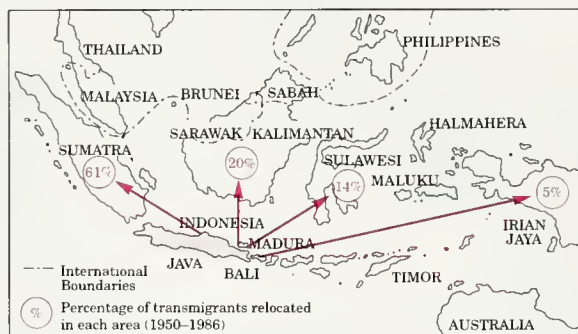 THAILAND
PHILIPPINES
MALAYSIA
BRUNEI
SABAH
SARAWAK
KALIMANTAN
HALMAHERA
SUMATRA
61%
20%
SULAWESI
14%
MALUKU
5%
INDONESIA
MADURA
IRIAN
JAYA
JAVA
BALI
TIMOR
International
Boundaries
% Percentage of transmigrants relocated
in each area (1950–1986)
AUSTRALIA